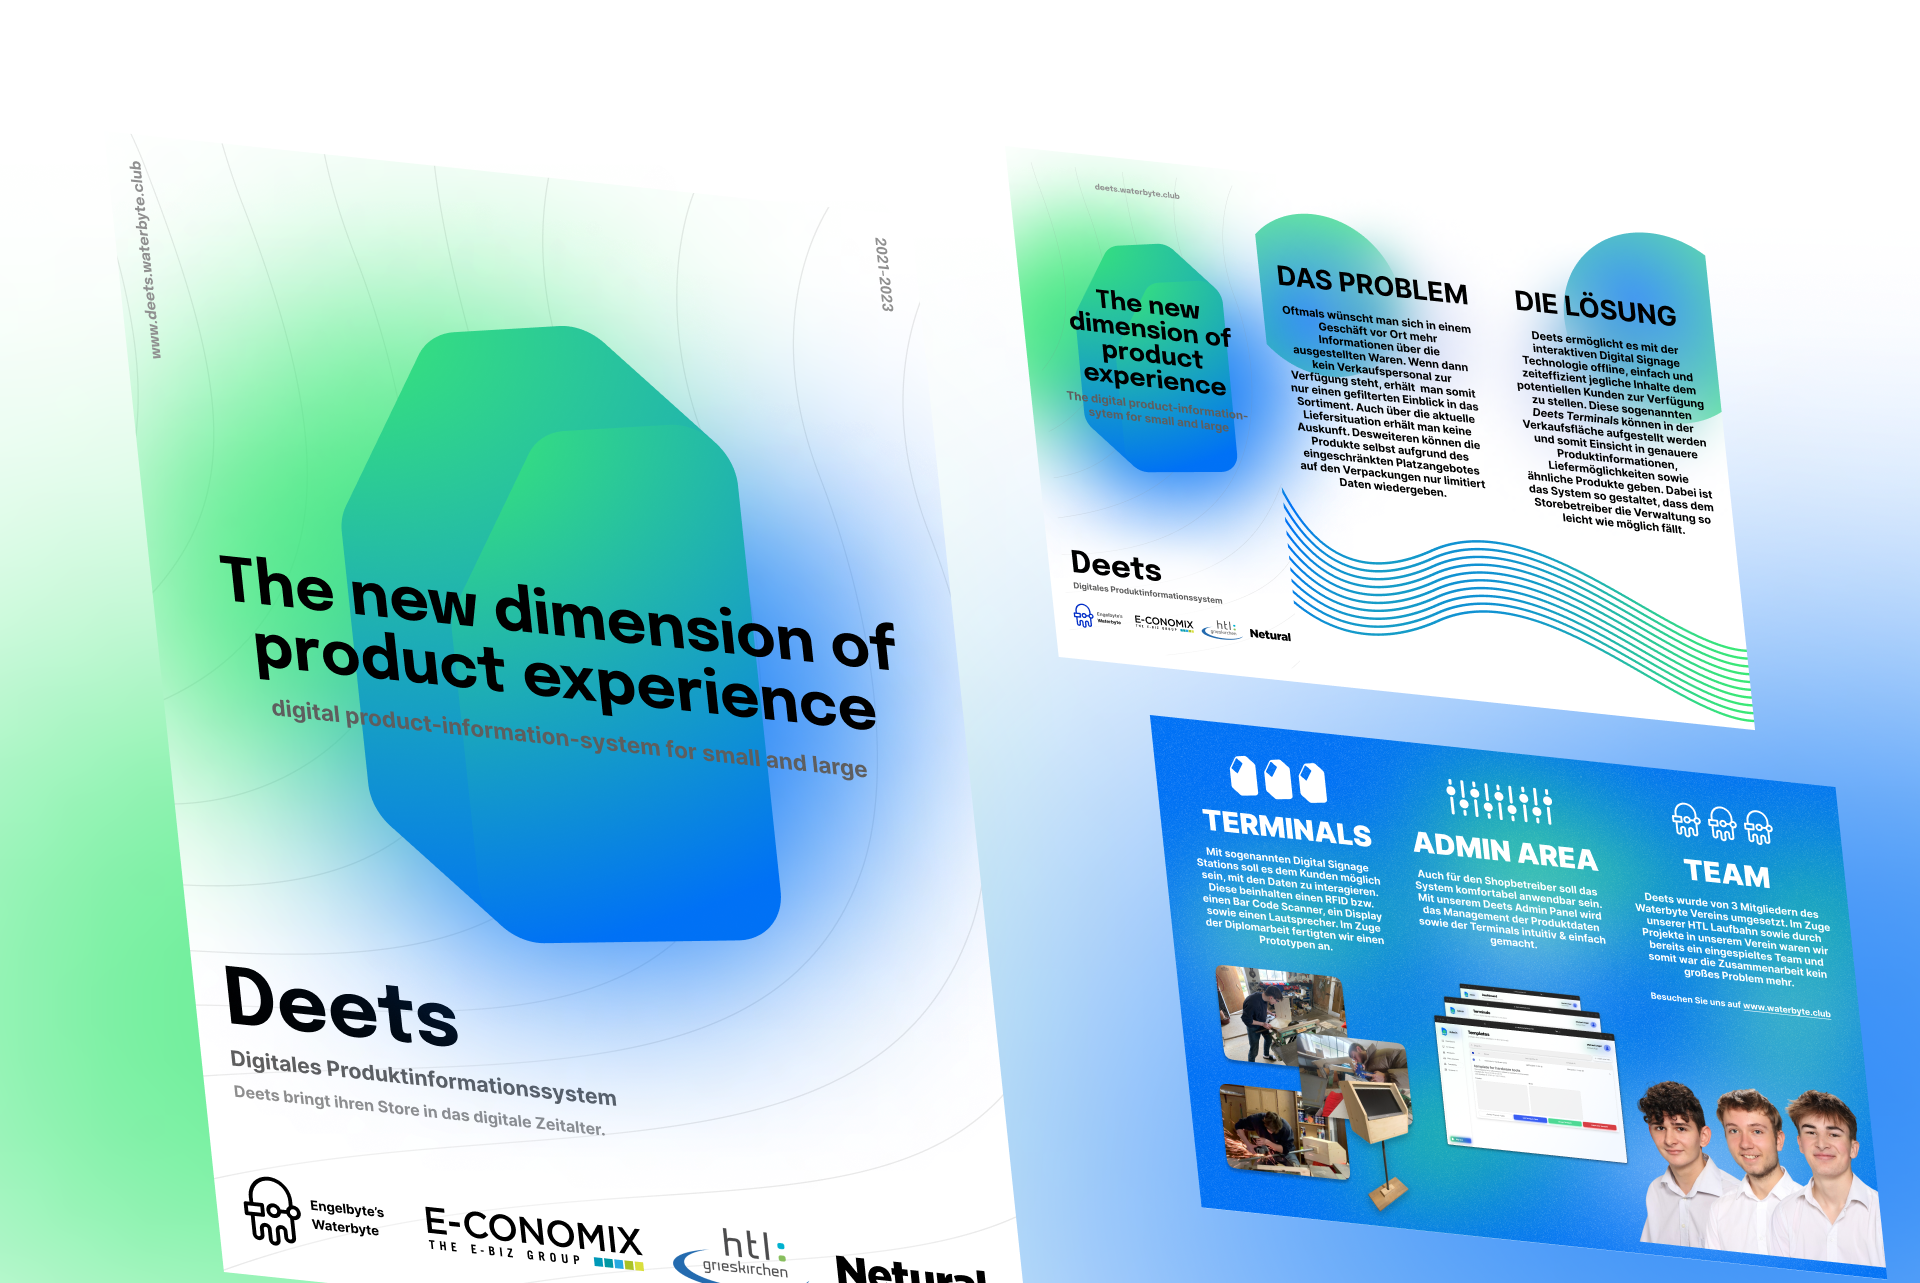 www.deets.waterbyte.club
2021-2023
The new dimension of
product experience
digital product-information-system for small and large
Deets
Digitales Produktinformationssystem
Deets bringt ihren Store in das digitale Zeitalter.
Engelbyte's
Waterbyte
E-CONOMIX
THE E-BIZ GROUP
htl:
grieskirchen
Netural
deets.waterbyte.club
The new
dimension of
product
experience
The digital product-information-
sytem for small and large
Deets
Digitales Produktinformationssystem
Engelbyte's
Waterbyte
E-CONOMIX
THE E-BIZ GROUP
htl:
grieskirchen
Netural
DAS PROBLEM
Oftmals wünscht man sich in einem
Geschäft vor Ort mehr
Informationen über die
ausgestellten Waren. Wenn dann
kein Verkaufspersonal zur
Verfügung steht, erhält man somit
nur einen gefilterten Einblick in das
Sortiment. Auch über die aktuelle
Liefersituation erhält man keine
Auskunft. Desweiteren können die
Produkte selbst aufgrund des
eingeschränkten Platzangebotes
auf den Verpackungen nur limitiert
Daten wiedergeben.
DIE LÖSUNG
Deets ermöglicht es mit der
interaktiven Digital Signage
Technologie offline, einfach und
zeiteffizient jegliche Inhalte dem
potentiellen Kunden zur Verfügung
zu stellen. Diese sogenannten
Deets Terminals können in der
Verkaufsfläche aufgestellt werden
und somit Einsicht in genauere
Produktinformationen,
Liefermöglichkeiten sowie
ähnliche Produkte geben. Dabei ist
das System so gestaltet, dass dem
Storebetreiber die Verwaltung so
leicht wie möglich fällt.
TERMINALS
Mit sogenannten Digital Signage
Stations soll es dem Kunden möglich
sein, mit den Daten zu interagieren.
Diese beinhalten einen RFID bzw.
einen Bar Code Scanner, ein Display
sowie einen Lautsprecher. Im Zuge
der Diplomarbeit fertigten wir einen
Prototypen an.
ADMIN AREA
Auch für den Shopbetreiber soll das
System komfortabel anwendbar sein.
Mit unserem Deets Admin Panel wird
das Management der Produktdaten
sowie der Terminals intuitiv & einfach
gemacht.
Dashboard
Terminals
Templates
TEAM
Deets wurde von 3 Mitgliedern des
Waterbyte Vereins umgesetzt. Im Zuge
unserer HTL Laufbahn sowie durch
Projekte in unserem Verein waren wir
bereits ein eingespieltes Team und
somit war die Zusammenarbeit kein
großes Problem mehr.
Besuchen Sie uns auf www.waterbyte.club